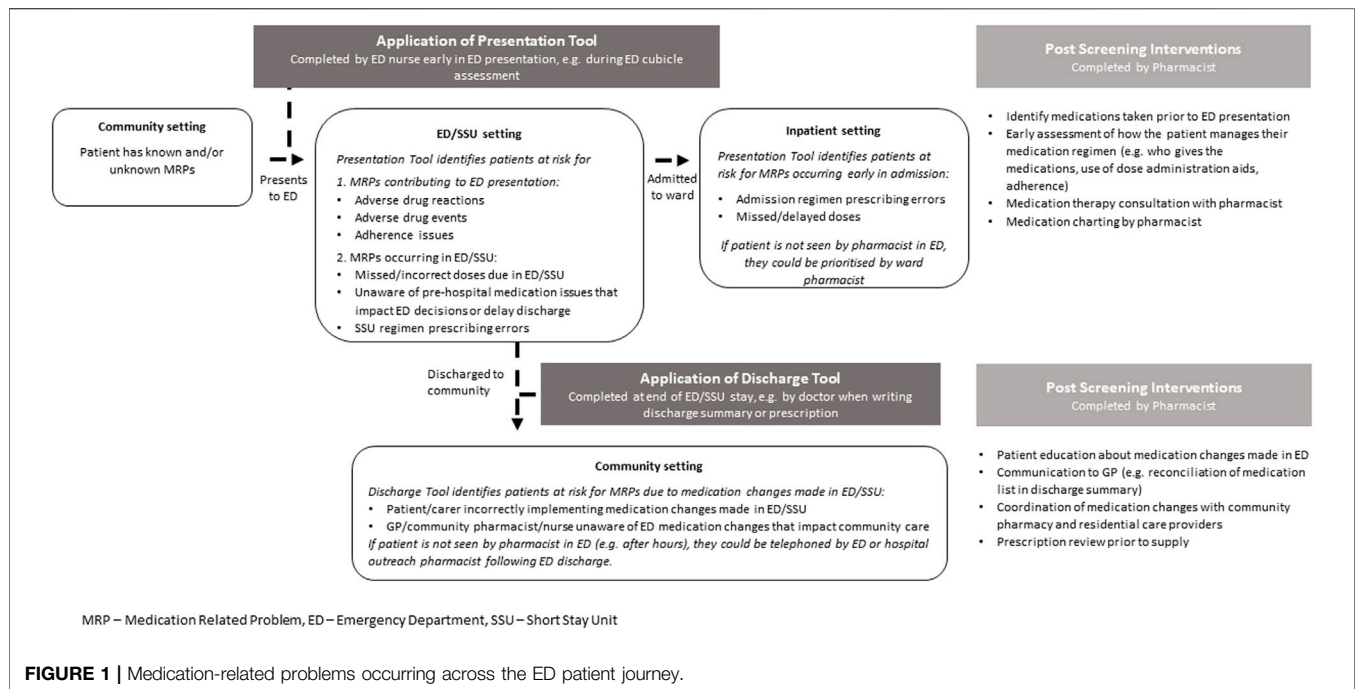 Application of Presentation Tool
Completed by ED nurse early in ED presentation, e.g. during ED cubicle
assessment
Post Screening Interventions
Completed by Pharmacist
Community setting
Patient has known and/or
unknown MRPs
Presents
to ED
ED/SSU setting
Presentation Tool identifies patients at risk for
1. MRPs contributing to ED presentation:
• Adverse drug reactions
• Adverse drug events
• Adherence issues
2. MRPs occurring in ED/SSU:
• Missed/incorrect doses due in ED/SSU
• Unaware of pre-hospital medication issues that
impact ED decisions or delay discharge
• SSU regimen prescribing errors
Admitted
to ward
Inpatient setting
Presentation Tool identifies patients at
risk for MRPs occurring early in admission:
• Admission regimen prescribing errors
• Missed/delayed doses
If patient is not seen by pharmacist in ED,
they could be prioritised by ward
pharmacist
• Identify medications taken prior to ED presentation
• Early assessment of how the patient manages their
medication regimen (e.g. who gives the
medications, use of dose administration aids,
adherence)
• Medication therapy consultation with pharmacist
• Medication charting by pharmacist
Discharged to
community
Application of Discharge Tool
Completed at end of ED/SSU stay, e.g. by doctor when writing
discharge summary or prescription
Post Screening Interventions
Completed by Pharmacist
Community setting
Discharge Tool identifies patients at risk for MRPs due to medication changes made in ED/SSU:
• Patient/carer incorrectly implementing medication changes made in ED/SSU
• GP/community pharmacist/nurse unaware of ED medication changes that impact community care
If patient is not seen by pharmacist in ED (e.g. after hours), they could be telephoned by ED or hospital
outreach pharmacist following ED discharge.
• Patient education about medication changes made in ED
• Communication to GP (e.g. reconciliation of medication
list in discharge summary)
• Coordination of medication changes with community
pharmacy and residential care providers
• Prescription review prior to supply
MRP – Medication Related Problem, ED – Emergency Department, SSU – Short Stay Unit
FIGURE 1 | Medication-related problems occurring across the ED patient journey.